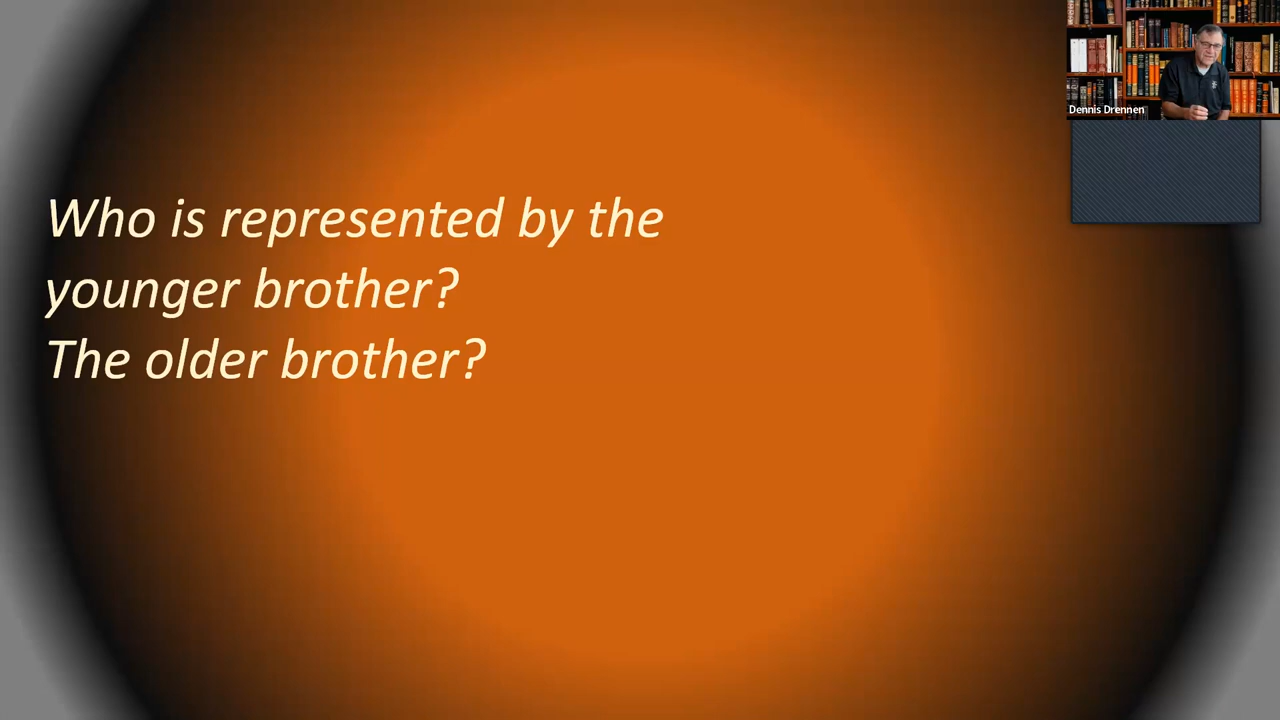 Dennis Drennen
Who is represented by the
younger brother?
The older brother?